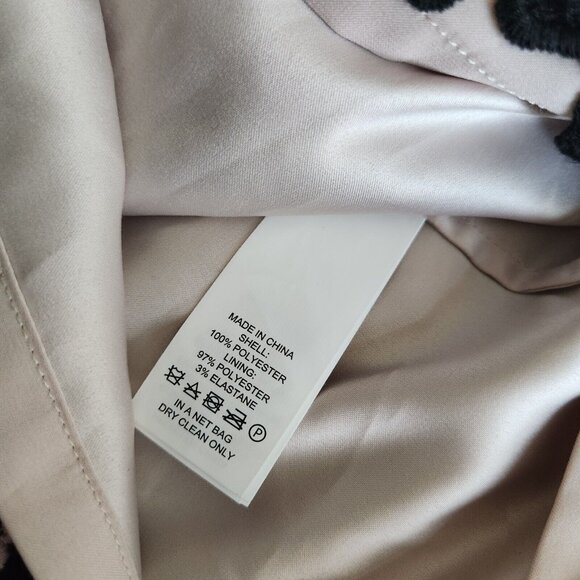 MADE IN CHINA
SHELL:
100% POLYESTER
LINING:
97% POLYESTER
3% ELASTANE
P
IN A NET BAG
DRY CLEAN ONLY